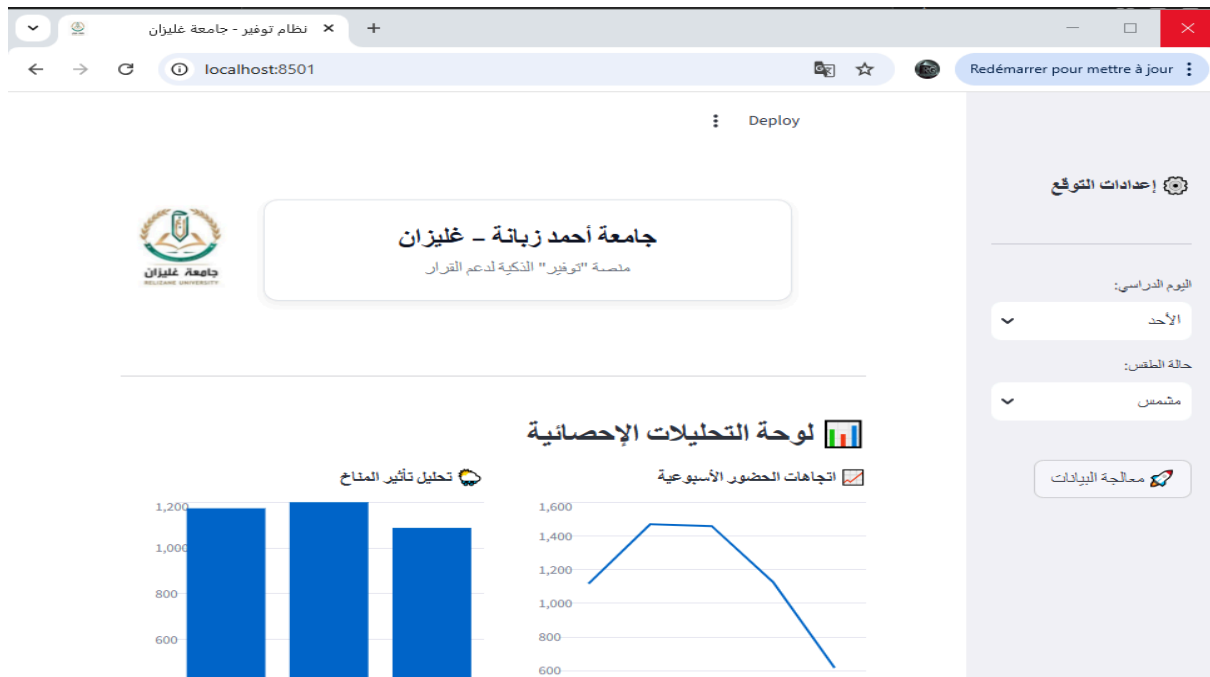 نظام توفير - جامعة غليزان
localhost:8501
Redémarrer pour mettre à jour
Deploy
إعدادات التوقع
اليوم الدراسي:
الأحد
حالة الطقس:
مشمس
معالجة البيانات
جامعة أحمد زبانة – غليزان
منصة "توفير" الذكية لدعم القرار
جامعة غليزان
RELIZANE UNIVERSITY
لوحة التحليلات الإحصائية
اتجاهات الحضور الأسبوعية
1,600
1,400
1,200
1,000
800
600
تحليل تأثير المناخ
1,200
1,000
800
600